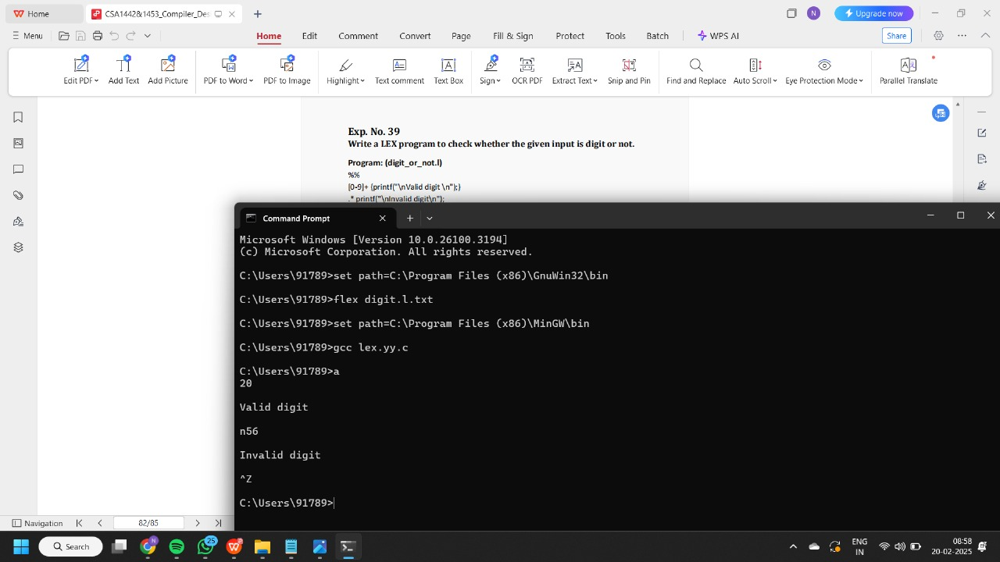 Home
CSA1442&1453_Compiler_Des
N
Upgrade now
Menu
Home
Edit
Comment
Convert
Page
Fill & Sign
Protect
Tools
Batch
WPS AI
Share
Edit PDF
Add Text
Add Picture
PDF to Word
PDF to Image
Highlight
Text comment
Text Box
Sign
OCR PDF
Extract Text
Snip and Pin
Find and Replace
Auto Scroll
Eye Protection Mode
Parallel Translate
Exp. No. 39
Write a LEX program to check whether the given input is digit or not.
Program: (digit_or_not.l)
%%
[0-9]+ {printf("\nValid digit \n");}
.* printf("\nInvalid digit\n");
Command Prompt
Microsoft Windows [Version 10.0.26100.3194]
(c) Microsoft Corporation. All rights reserved.
C:\Users\91789>set path=C:\Program Files (x86)\GnuWin32\bin
C:\Users\91789>flex digit.l.txt
C:\Users\91789>set path=C:\Program Files (x86)\MinGW\bin
C:\Users\91789>gcc lex.yy.c
C:\Users\91789>a
20
Valid digit
n56
Invalid digit
^Z
C:\Users\91789>
Navigation
82/85
Search
25
ENG
IN
08:58
20-02-2025